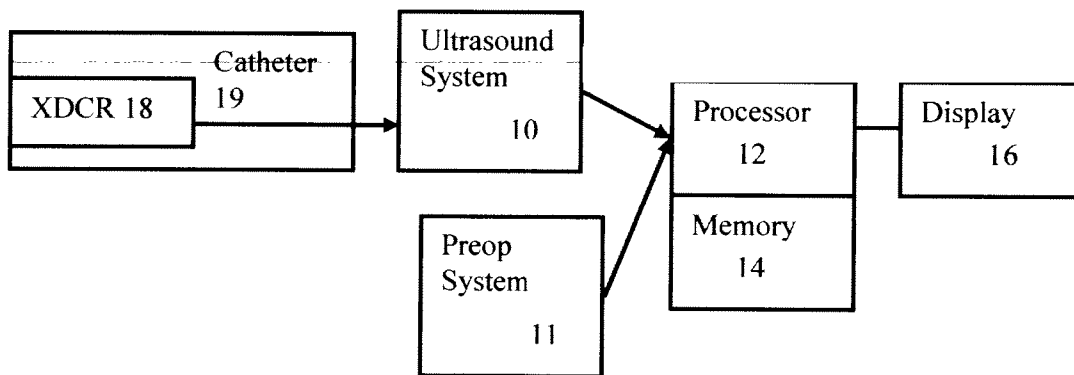 Catheter
19
XDCR 18
Ultrasound
System
10
Processor
12
Memory
14
Display
16
Preop
System
11